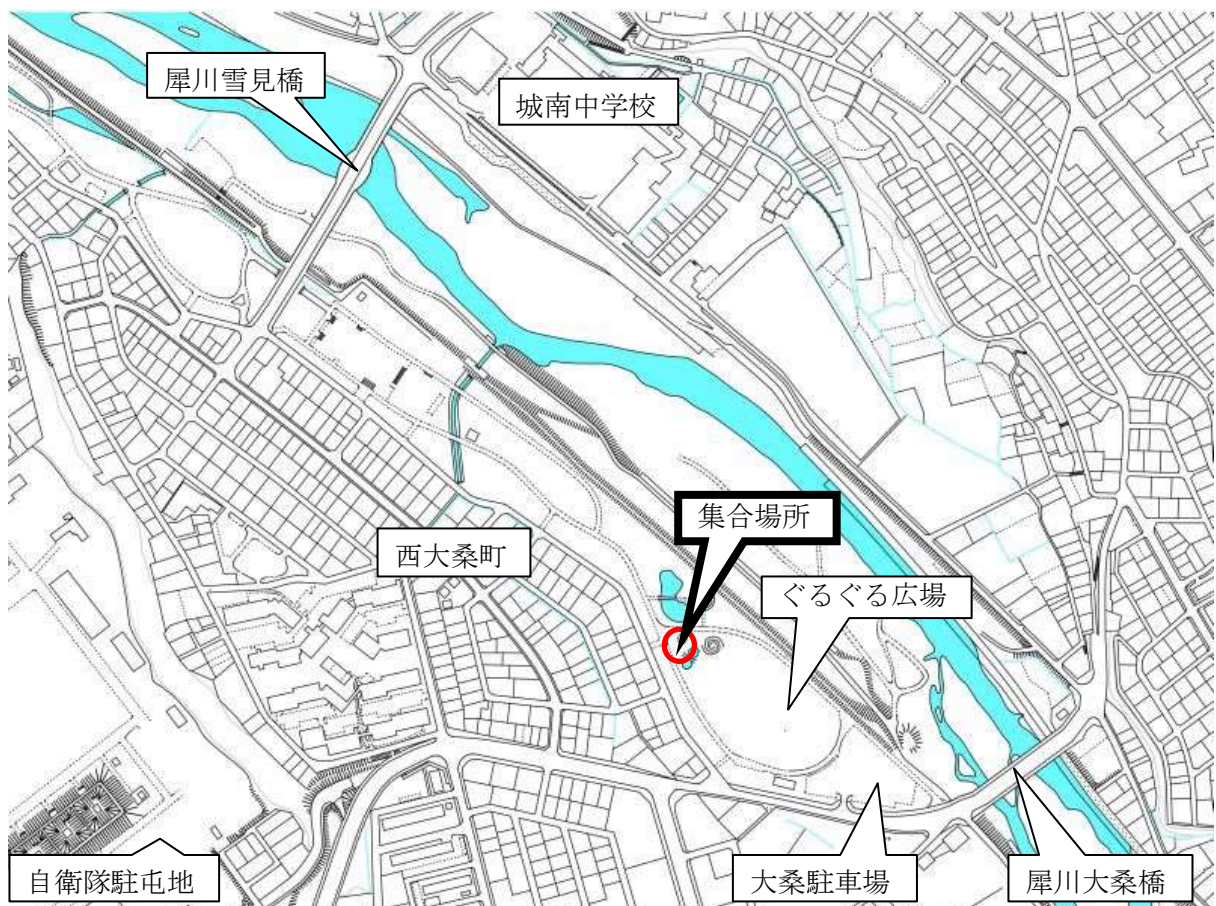 犀川雪見橋
城南中学校
集合場所
西大桑町
ぐるぐる広場
自衛隊駐屯地
大桑駐車場
犀川大桑橋